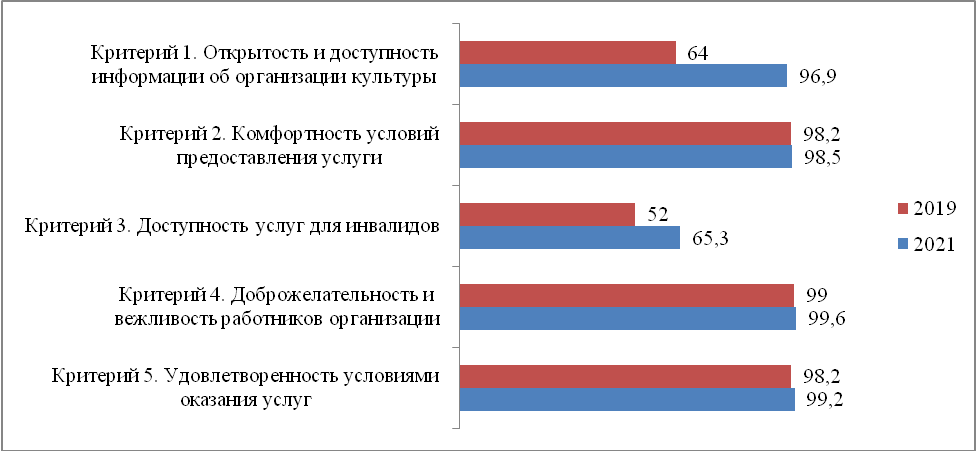 Критерий 1. Открытость и доступность
информации об организации культуры
64
96,9
Критерий 2. Комфортность условий
предоставления услуги
98,2
98,5
Критерий 3. Доступность услуг для инвалидов
52
65,3
Критерий 4. Доброжелательность и
вежливость работников организации
99
99,6
Критерий 5. Удовлетворенность условиями
оказания услуг
98,2
99,2
2019
2021